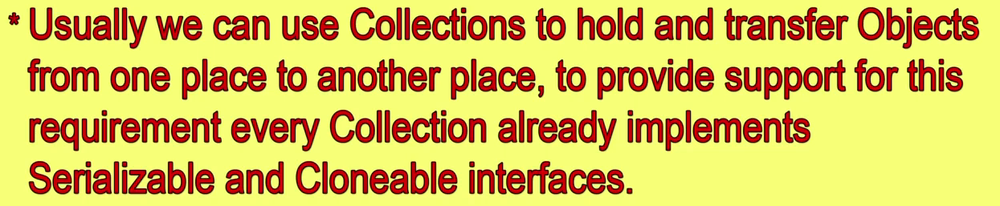 * Usually we can use Collections to hold and transfer Objects
from one place to another place, to provide support for this
requirement every Collection already implements
Serializable and Cloneable interfaces.